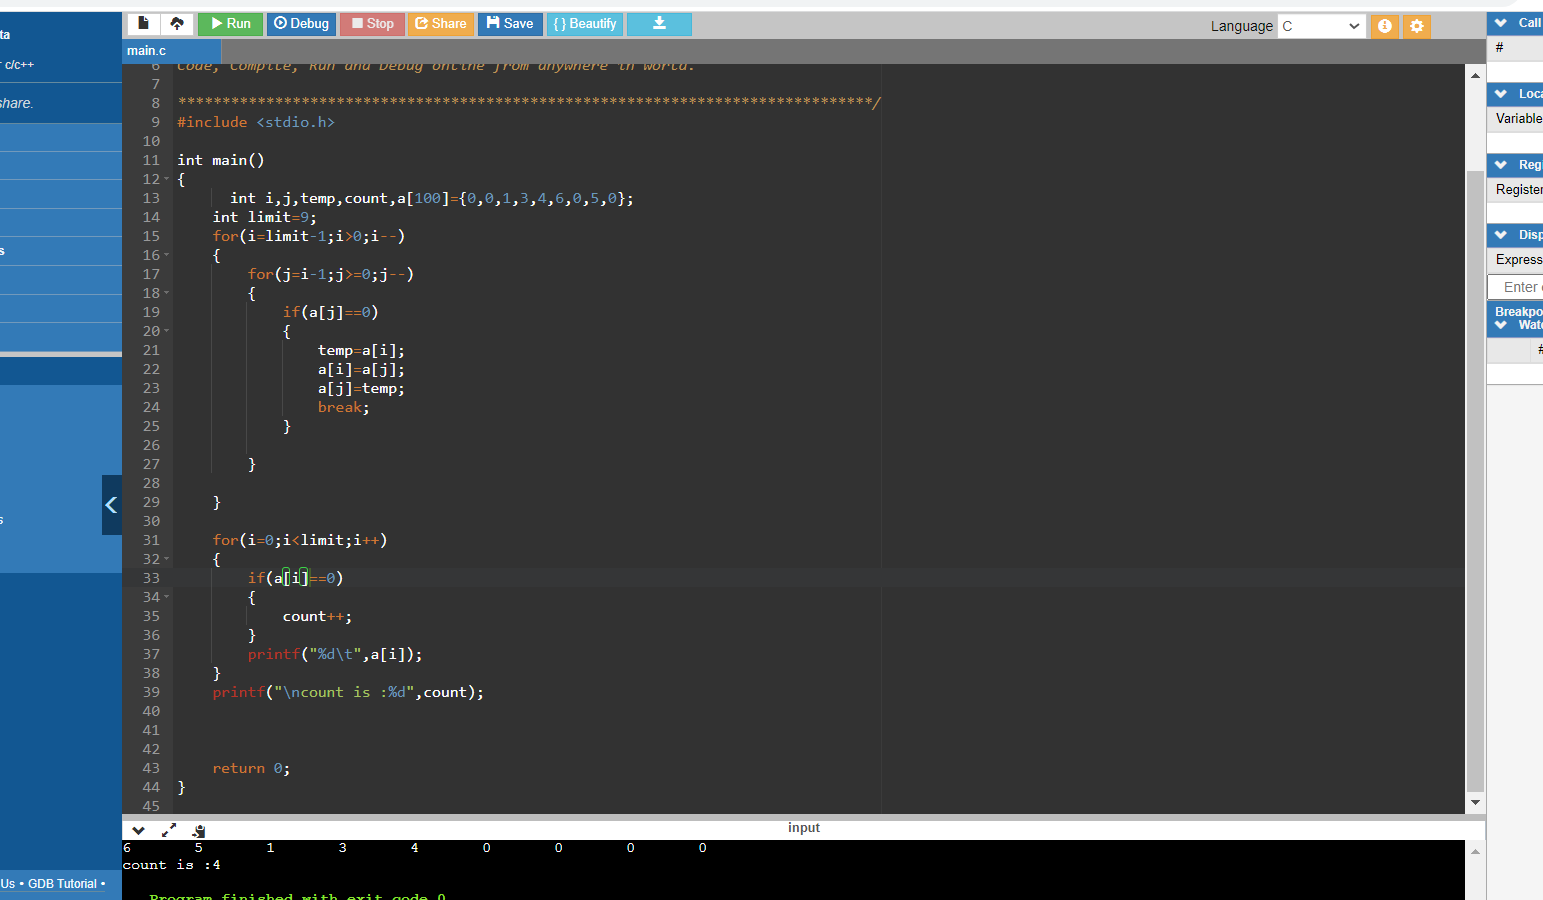 ta
c/c++
share.
s
s
Us • GDB Tutorial •
Run
Debug
Stop
Share
Save
{ } Beautify
Language C
main.c
6 Code, Compile, Run and Debug online from anywhere in world.
7
8 *******************************************************************************/
9 #include <stdio.h>
10
11 int main()
12 {
13 int i,j,temp,count,a[100]={0,0,1,3,4,6,0,5,0};
14 int limit=9;
15 for(i=limit-1;i>0;i--)
16 {
17 for(j=i-1;j>=0;j--)
18 {
19 if(a[j]==0)
20 {
21 temp=a[i];
22 a[i]=a[j];
23 a[j]=temp;
24 break;
25 }
26
27 }
28
29 }
30
31 for(i=0;i<limit;i++)
32 {
33 if(a[i]==0)
34 {
35 count++;
36 }
37 printf("%d\t",a[i]);
38 }
39 printf("\ncount is :%d",count);
40
41
42
43 return 0;
44 }
45
input
6 5 1 3 4 0 0 0 0
count is :4
Program finished with exit code 0
Call
#
Loca
Variable
Reg
Register
Disp
Express
Enter
Breakpo
Wat
#